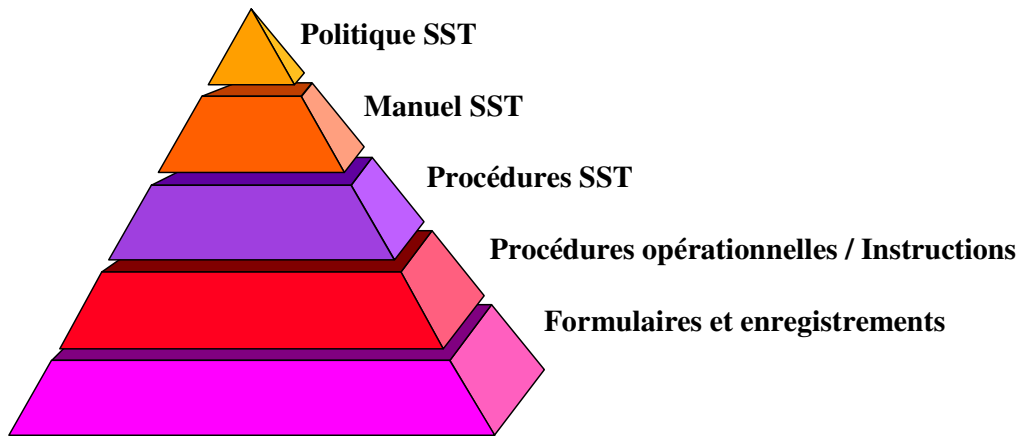 Politique SST
Manuel SST
Procédures SST
Procédures opérationnelles / Instructions
Formulaires et enregistrements